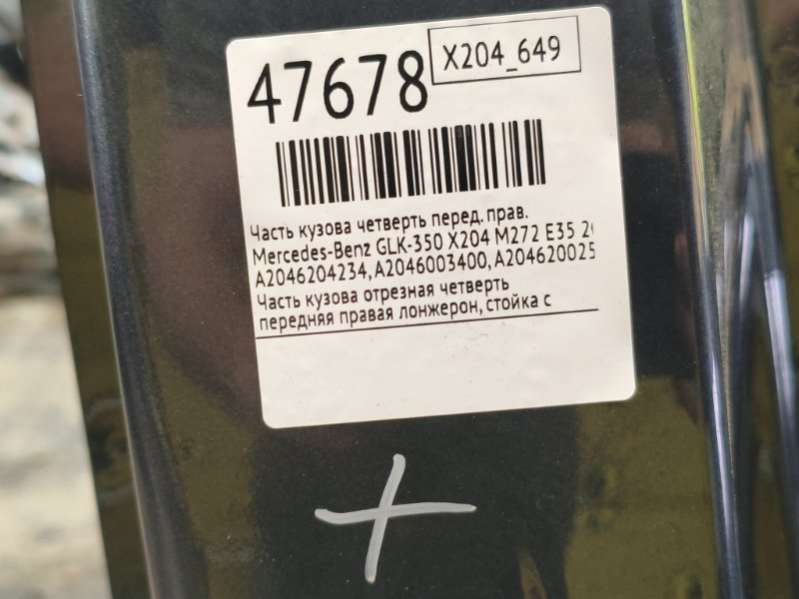 47678
X204_649
Часть кузова четверть перед. прав.
Mercedes-Benz GLK-350 X204 M272 E35
A2046204234, A2046003400, A204620025
Часть кузова отрезная четверть
передняя правая лонжерон, стойка с